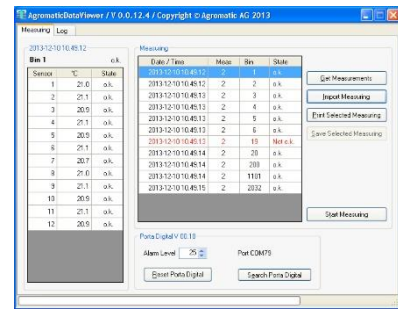 AgromaticDataViewer / V 0.0.12.4 / Copyright © Agromatic AG 2013
Measuring Log
2013-12-10 10:49:12
Bin 1 o.k.
Sensor °C State
1 21.0 o.k.
2 21.1 o.k.
3 20.9 o.k.
4 21.1 o.k.
5 20.9 o.k.
6 21.1 o.k.
7 20.7 o.k.
8 21.0 o.k.
9 21.1 o.k.
10 20.9 o.k.
11 21.1 o.k.
12 20.9 o.k.
Measuring
Date / Time Meas Bin State
2013-12-10 10:49:12 2 1 o.k.
2013-12-10 10:49:12 2 2 o.k.
2013-12-10 10:49:13 2 3 o.k.
2013-12-10 10:49:13 2 4 o.k.
2013-12-10 10:49:13 2 5 o.k.
2013-12-10 10:49:13 2 6 o.k.
2013-12-10 10:49:13 2 19 Not o.k.
2013-12-10 10:49:14 2 20 o.k.
2013-12-10 10:49:14 2 200 o.k.
2013-12-10 10:49:14 2 1101 o.k.
2013-12-10 10:49:15 2 2032 o.k.
Get Measurements
Import Measuring
Print Selected Measuring
Save Selected Measuring
Start Measuring
Porta Digital V 00.10
Alarm Level 25 Port COM79
Reset Porta Digital Search Porta Digital